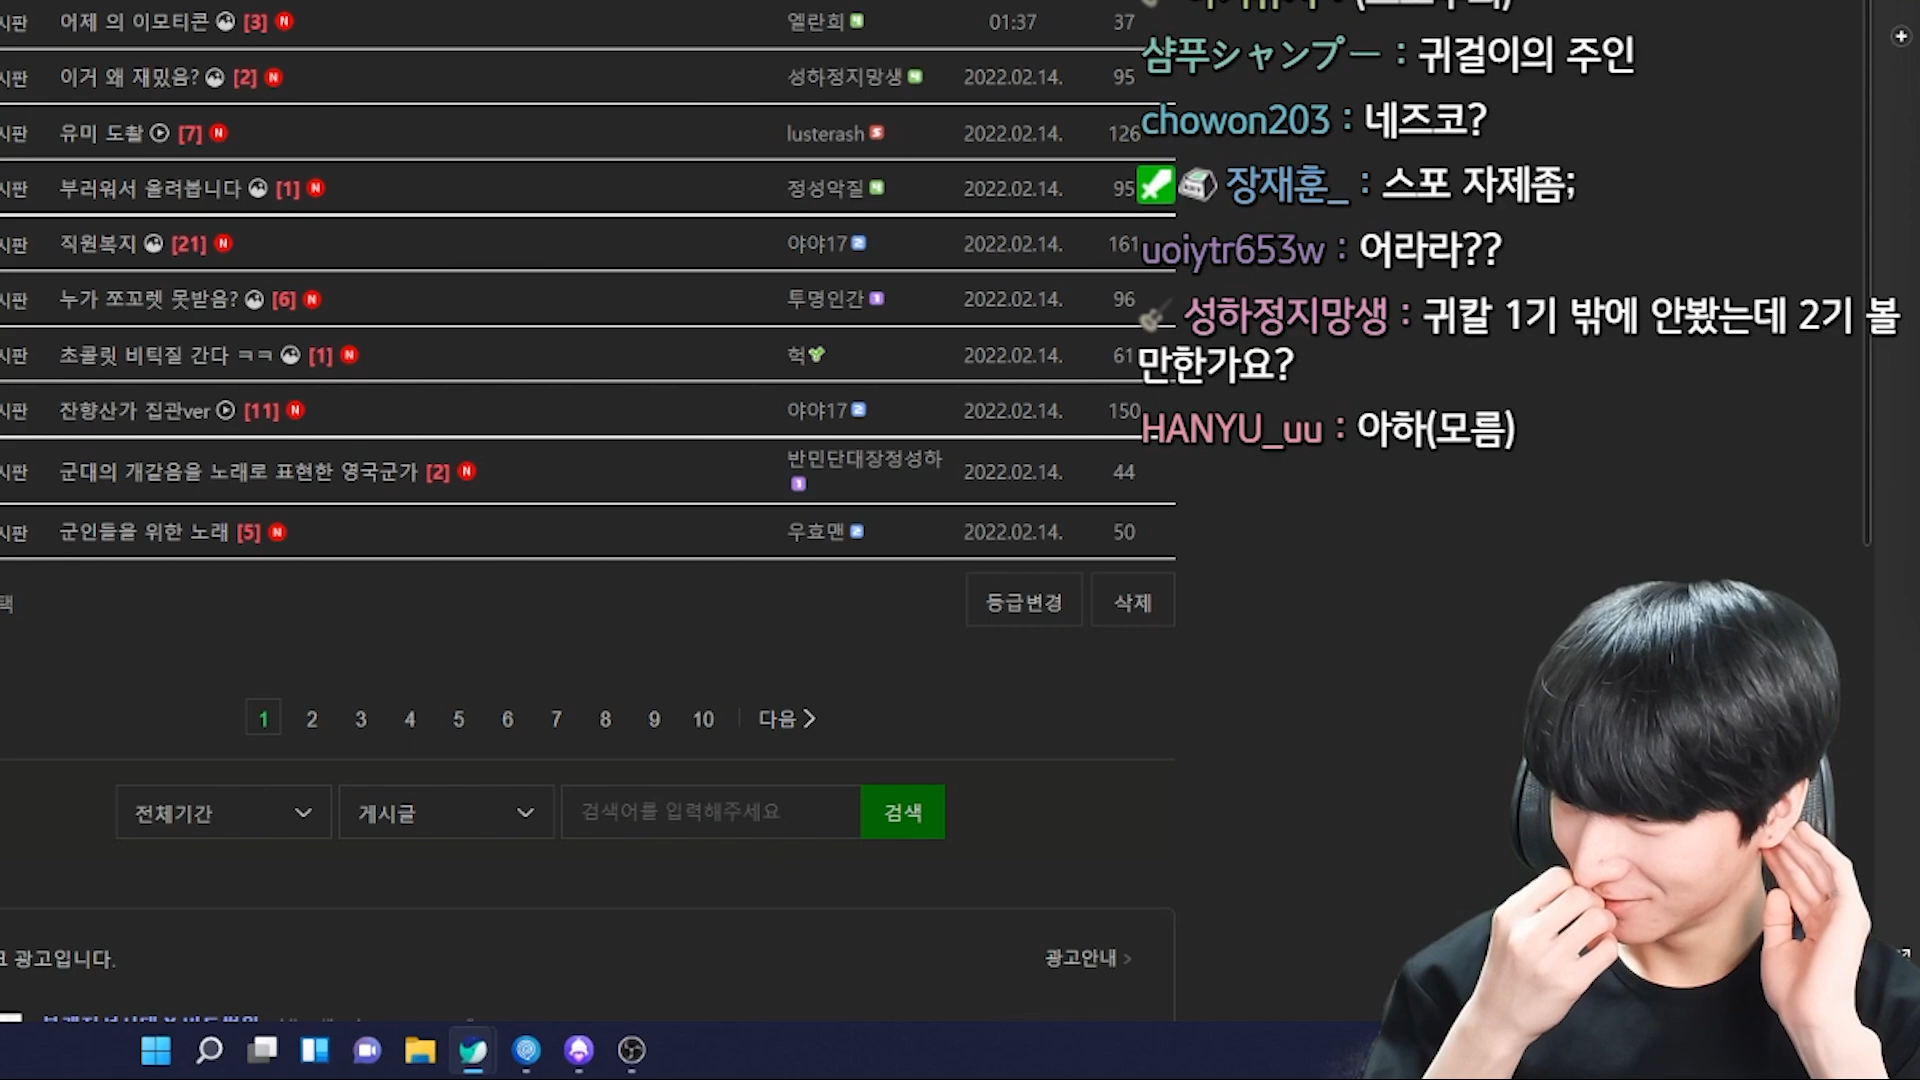 시판 어제 의 이모티콘 [3] N 엘란희 4 01:37 37
시판 이거 왜 재밌음? [2] N 성하정지망생 4 2022.02.14. 95
시판 유미 도촬 [7] N lusterash S 2022.02.14. 126
시판 부러워서 올려봅니다 [1] N 정성악질 4 2022.02.14. 95
시판 직원복지 [21] N 야야17 2 2022.02.14. 161
시판 누가 쪼꼬렛 못받음? [6] N 투명인간 1 2022.02.14. 96
시판 초콜릿 비틱질 간다 ㅋㅋ [1] N 헉 2022.02.14. 61
시판 잔향산가 집관ver [11] N 야야17 2 2022.02.14. 150
시판 군대의 개같음을 노래로 표현한 영국군가 [2] N 반민단대장정성하 1 2022.02.14. 44
시판 군인들을 위한 노래 [5] N 우효맨 2 2022.02.14. 50
택 등급변경 삭제
1 2 3 4 5 6 7 8 9 10 다음 >
전체기간 게시글 검색어를 입력해주세요 검색
크 광고입니다. 광고안내 >
샴푸シャンプー : 귀걸이의 주인
chowon203 : 네즈코?
장재훈_ : 스포 자제좀;
uoiytr653w : 어라라??
성하정지망생 : 귀칼 1기 밖에 안봤는데 2기 볼
만한가요?
HANYU_uu : 아하(모름)